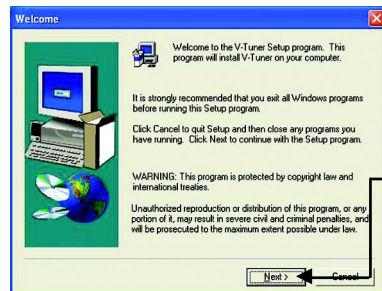 Welcome
Welcome to the V-Tuner Setup program. This
program will install V-Tuner on your computer.
It is strongly recommended that you exit all Windows programs
before running this Setup program.
Click Cancel to quit Setup and then close any programs you
have running. Click Next to continue with the Setup program.
WARNING: This program is protected by copyright law and
international treaties.
Unauthorized reproduction or distribution of this program, or any
portion of it, may result in severe civil and criminal penalties, and
will be prosecuted to the maximum extent possible under law.
Next >
Cancel